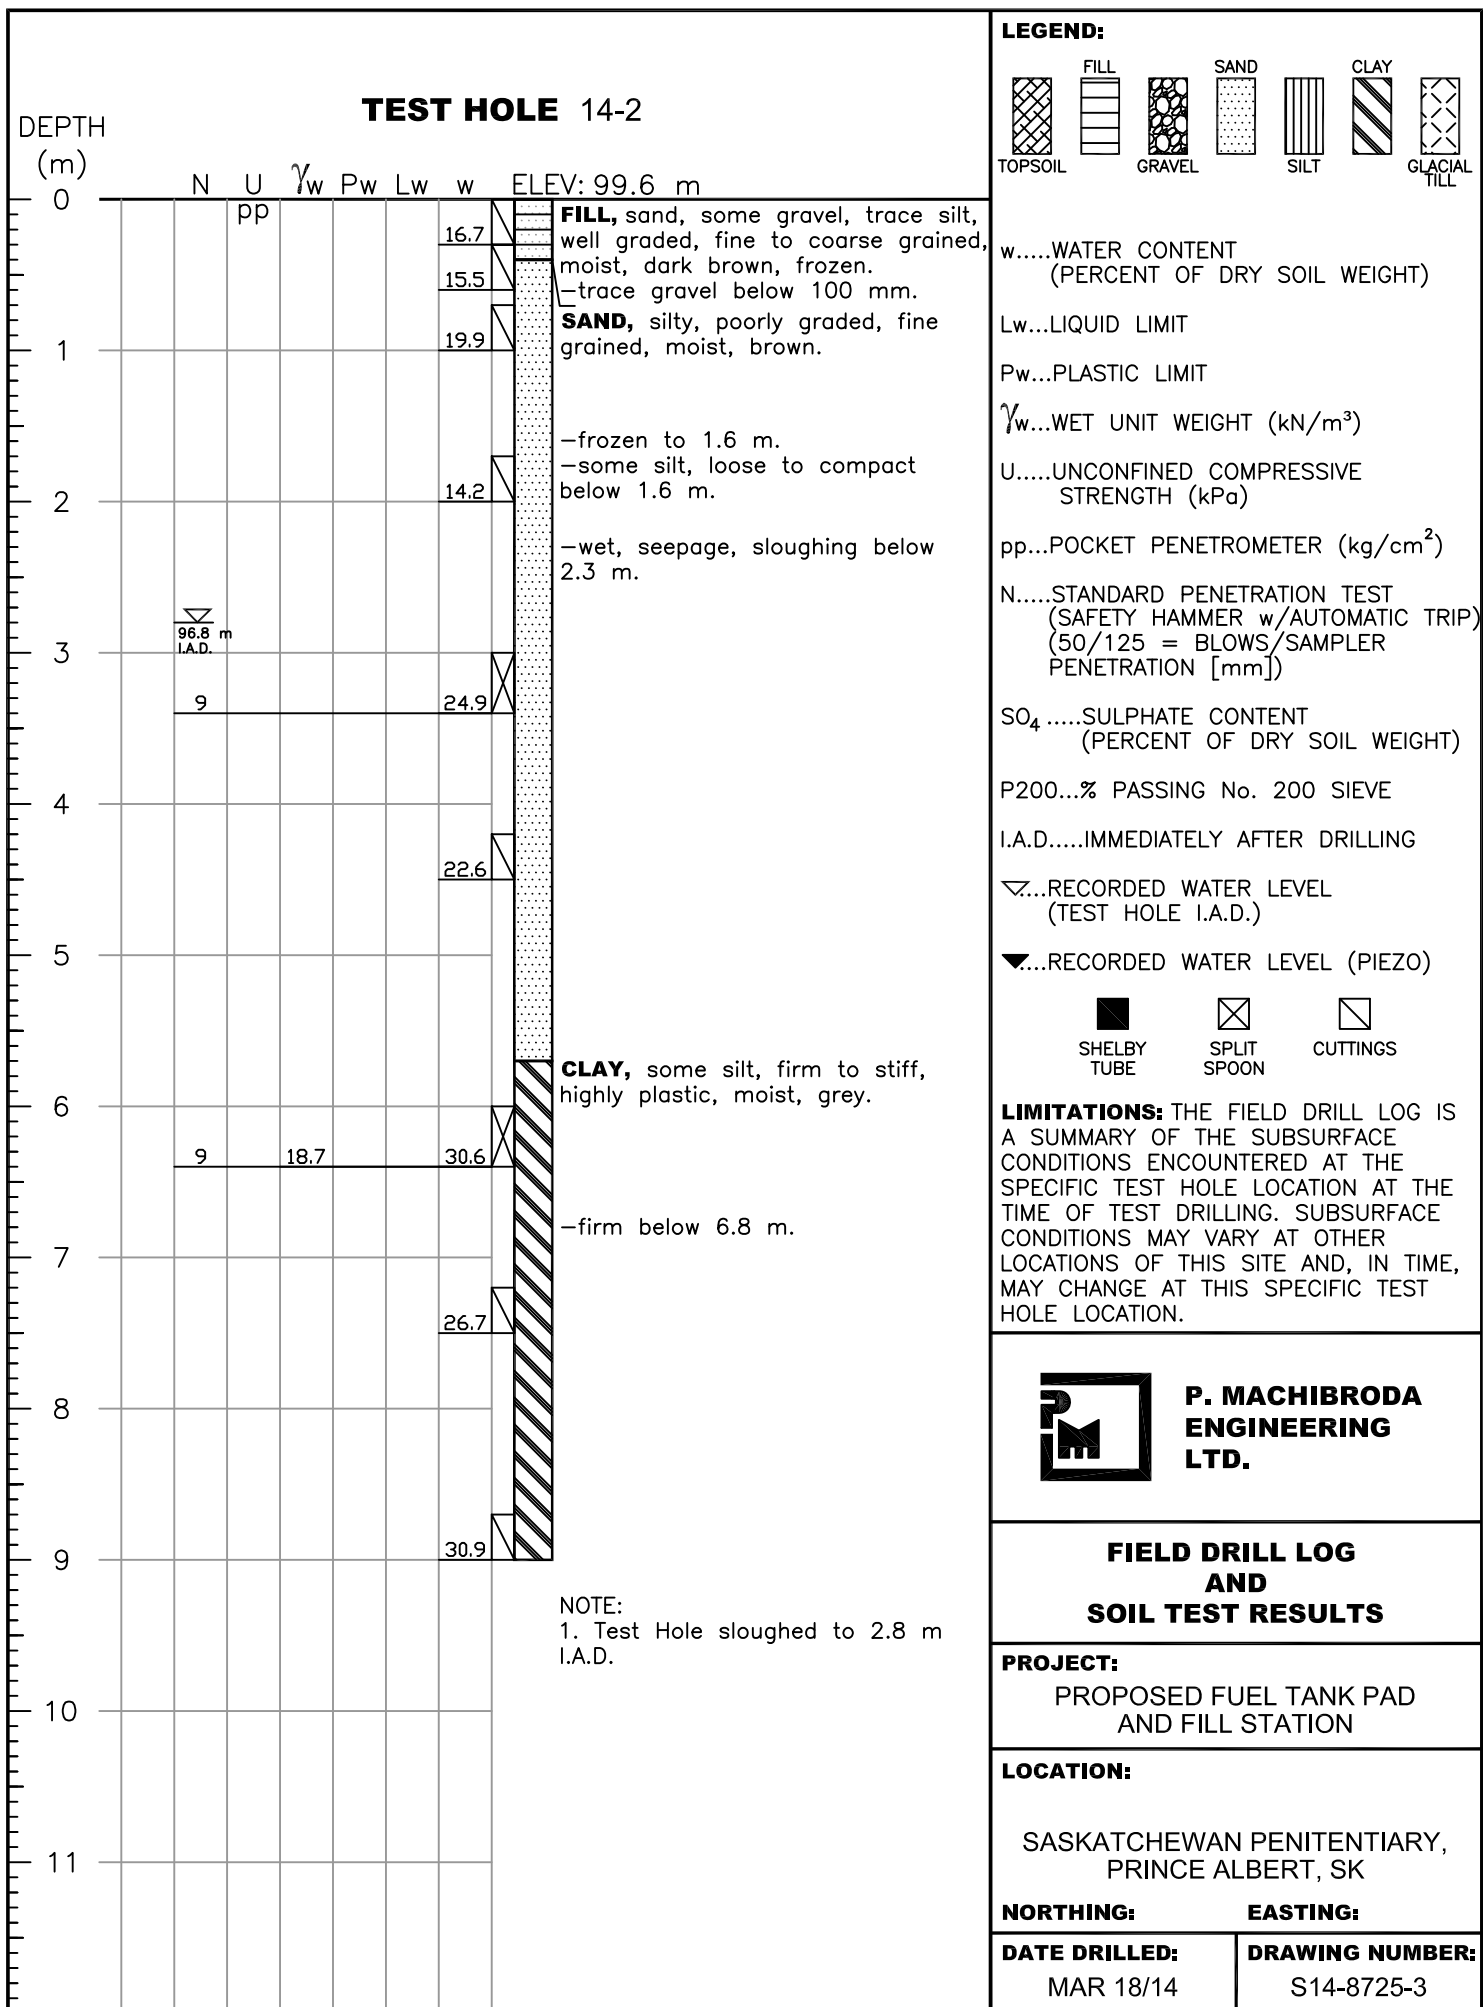 TEST HOLE 14-2
DEPTH
(m)
N U γw Pw Lw w ELEV: 99.6 m
pp
0
16.7
15.5
19.9
1
14.2
2
96.8 m
I.A.D.
3
9 24.9
4
22.6
5
6
9 18.7 30.6
7
26.7
8
30.9
9
10
11
FILL, sand, some gravel, trace silt,
well graded, fine to coarse grained,
moist, dark brown, frozen.
–trace gravel below 100 mm.
SAND, silty, poorly graded, fine
grained, moist, brown.
–frozen to 1.6 m.
–some silt, loose to compact
below 1.6 m.
–wet, seepage, sloughing below
2.3 m.
CLAY, some silt, firm to stiff,
highly plastic, moist, grey.
–firm below 6.8 m.
NOTE:
1. Test Hole sloughed to 2.8 m
I.A.D.
LEGEND:
FILL SAND CLAY
TOPSOIL GRAVEL SILT GLACIAL
TILL
w.....WATER CONTENT
(PERCENT OF DRY SOIL WEIGHT)
Lw...LIQUID LIMIT
Pw...PLASTIC LIMIT
γw...WET UNIT WEIGHT (kN/m³)
U.....UNCONFINED COMPRESSIVE
STRENGTH (kPa)
pp...POCKET PENETROMETER (kg/cm²)
N.....STANDARD PENETRATION TEST
(SAFETY HAMMER w/AUTOMATIC TRIP)
(50/125 = BLOWS/SAMPLER
PENETRATION [mm])
SO₄ .....SULPHATE CONTENT
(PERCENT OF DRY SOIL WEIGHT)
P200...% PASSING No. 200 SIEVE
I.A.D.....IMMEDIATELY AFTER DRILLING
▽....RECORDED WATER LEVEL
(TEST HOLE I.A.D.)
▼....RECORDED WATER LEVEL (PIEZO)
SHELBY SPLIT CUTTINGS
TUBE SPOON
LIMITATIONS: THE FIELD DRILL LOG IS
A SUMMARY OF THE SUBSURFACE
CONDITIONS ENCOUNTERED AT THE
SPECIFIC TEST HOLE LOCATION AT THE
TIME OF TEST DRILLING. SUBSURFACE
CONDITIONS MAY VARY AT OTHER
LOCATIONS OF THIS SITE AND, IN TIME,
MAY CHANGE AT THIS SPECIFIC TEST
HOLE LOCATION.
P. MACHIBRODA
ENGINEERING
LTD.
FIELD DRILL LOG
AND
SOIL TEST RESULTS
PROJECT:
PROPOSED FUEL TANK PAD
AND FILL STATION
LOCATION:
SASKATCHEWAN PENITENTIARY,
PRINCE ALBERT, SK
NORTHING: EASTING:
DATE DRILLED: DRAWING NUMBER:
MAR 18/14 S14-8725-3